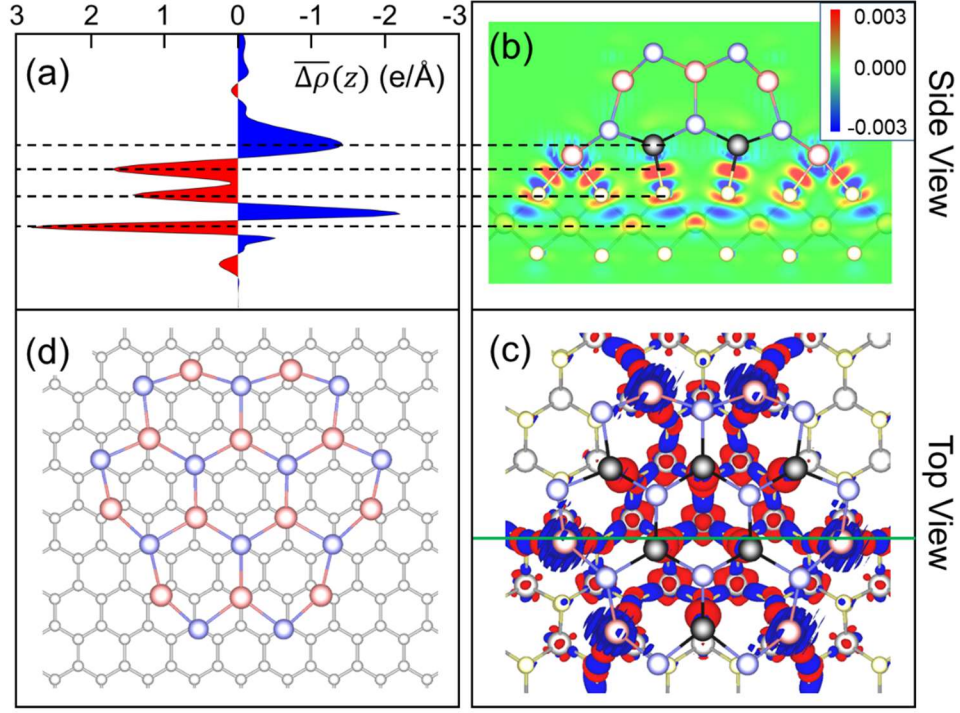 3 2 1 0 -1 -2 -3
(a)
Δρ(z) (e/Å)
(b)
0.003
0.000
-0.003
Side View
(d)
(c)
Top View